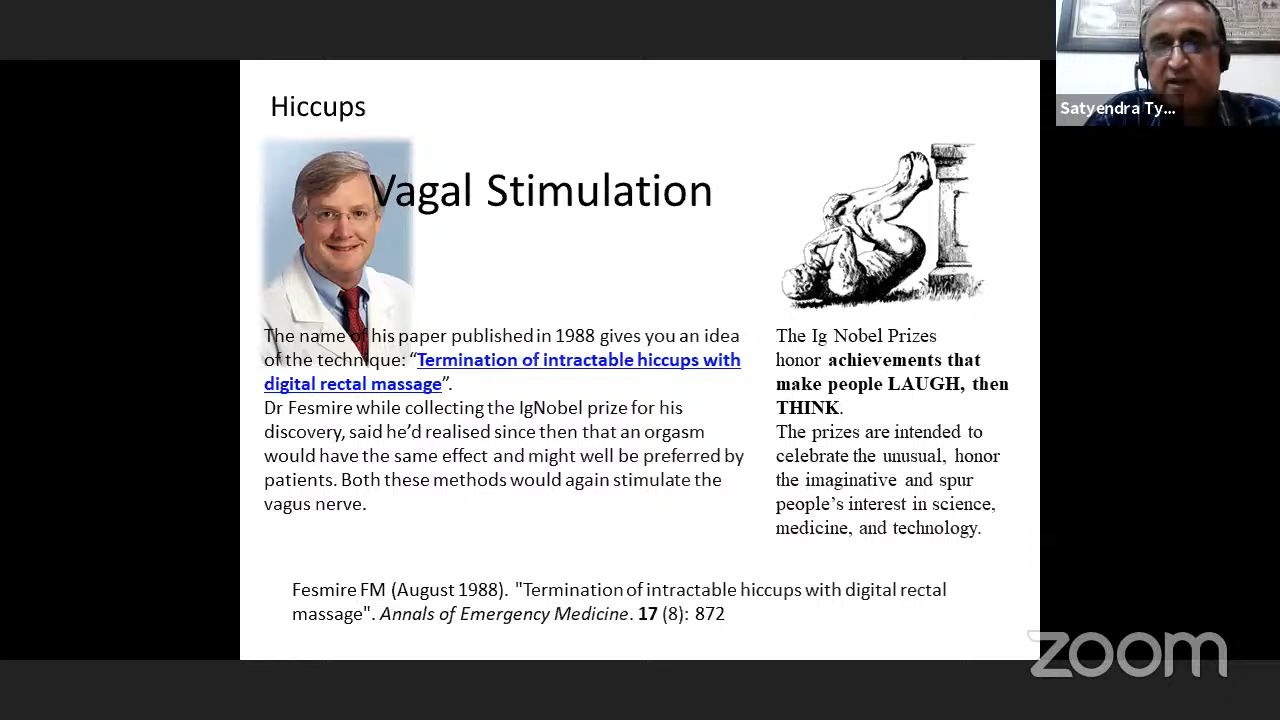 Satyendra Ty...
Hiccups
Vagal Stimulation
The name of his paper published in 1988 gives you an idea
of the technique: “Termination of intractable hiccups with
digital rectal massage”.
Dr Fesmire while collecting the IgNobel prize for his
discovery, said he’d realised since then that an orgasm
would have the same effect and might well be preferred by
patients. Both these methods would again stimulate the
vagus nerve.
The Ig Nobel Prizes
honor achievements that
make people LAUGH, then
THINK.
The prizes are intended to
celebrate the unusual, honor
the imaginative and spur
people’s interest in science,
medicine, and technology.
Fesmire FM (August 1988). "Termination of intractable hiccups with digital rectal
massage". Annals of Emergency Medicine. 17 (8): 872
zoom